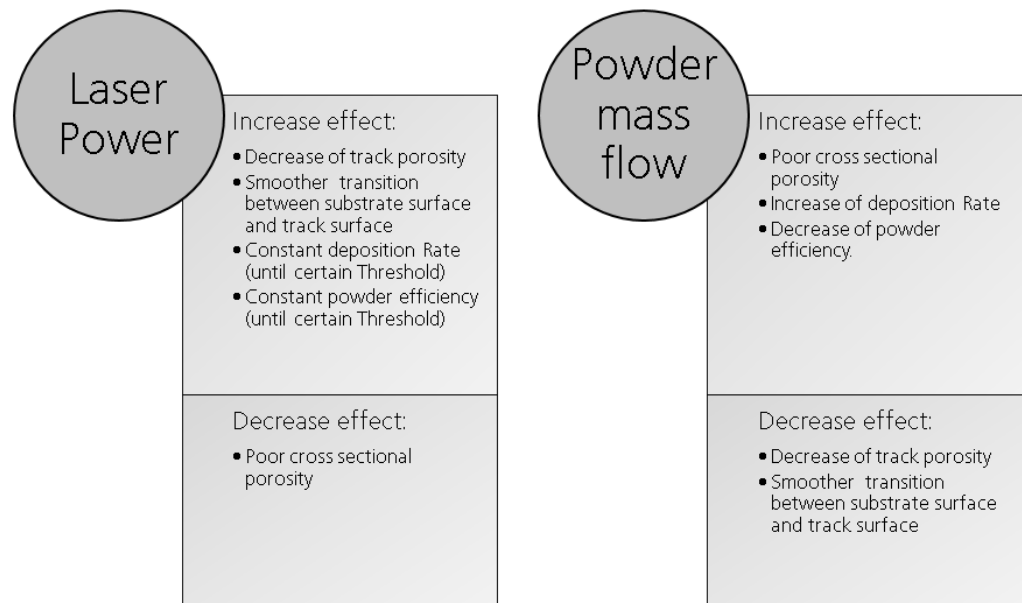 Laser
Power
Increase effect:
• Decrease of track porosity
• Smoother transition
between substrate surface
and track surface
• Constant deposition Rate
(until certain Threshold)
• Constant powder efficiency
(until certain Threshold)
Decrease effect:
• Poor cross sectional
porosity
Powder
mass
flow
Increase effect:
• Poor cross sectional
porosity
• Increase of deposition Rate
• Decrease of powder
efficiency.
Decrease effect:
• Decrease of track porosity
• Smoother transition
between substrate surface
and track surface